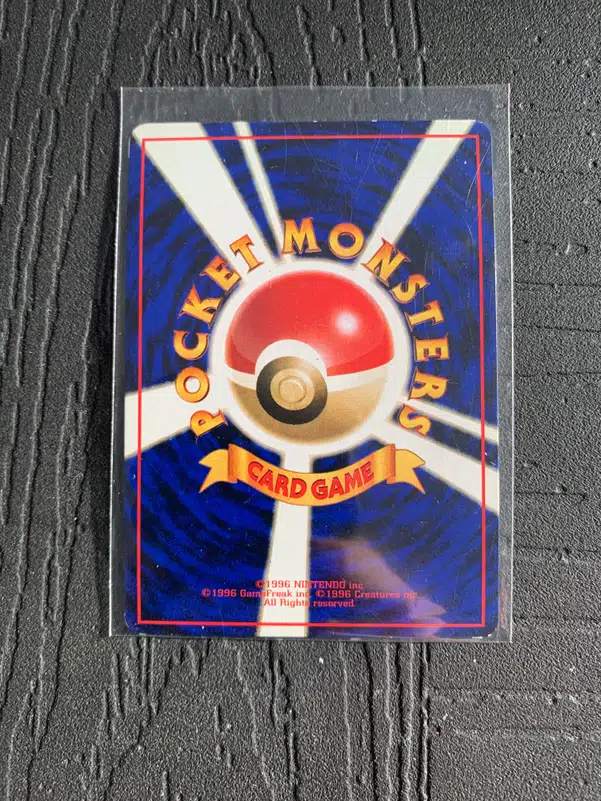 POCKET MONSTERS
CARD GAME
©1996 NINTENDO inc.
©1996 GameFreak inc. ©1996 Creatures inc.
All Rights reserved.